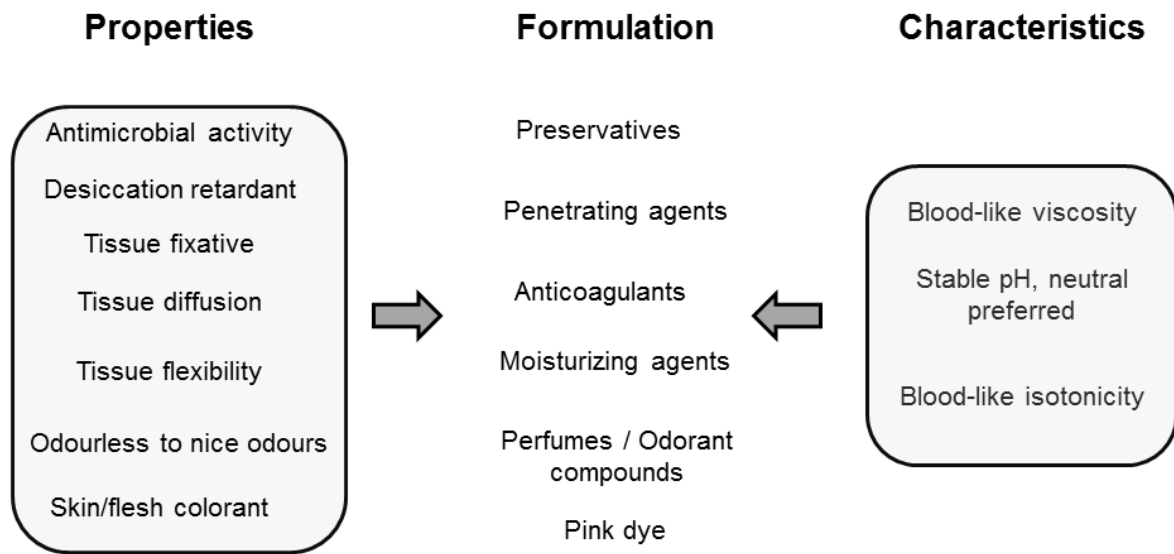 Properties
Formulation
Characteristics
Antimicrobial activity
Desiccation retardant
Tissue fixative
Tissue diffusion
Tissue flexibility
Odourless to nice odours
Skin/flesh colorant
Preservatives
Penetrating agents
Anticoagulants
Moisturizing agents
Perfumes / Odorant
compounds
Pink dye
Blood-like viscosity
Stable pH, neutral
preferred
Blood-like isotonicity